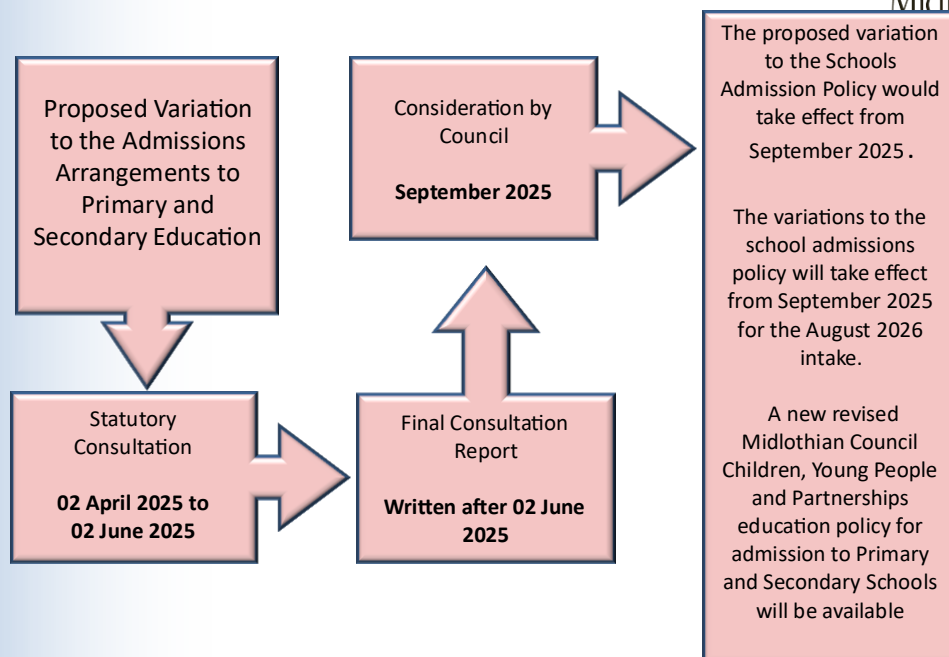 Proposed Variation
to the Admissions
Arrangements to
Primary and
Secondary Education
Statutory
Consultation
02 April 2025 to
02 June 2025
Final Consultation
Report
Written after 02 June
2025
Consideration by
Council
September 2025
The proposed variation
to the Schools
Admission Policy would
take effect from
September 2025.
The variations to the
school admissions
policy will take effect
from September 2025
for the August 2026
intake.
A new revised
Midlothian Council
Children, Young People
and Partnerships
education policy for
admission to Primary
and Secondary Schools
will be available